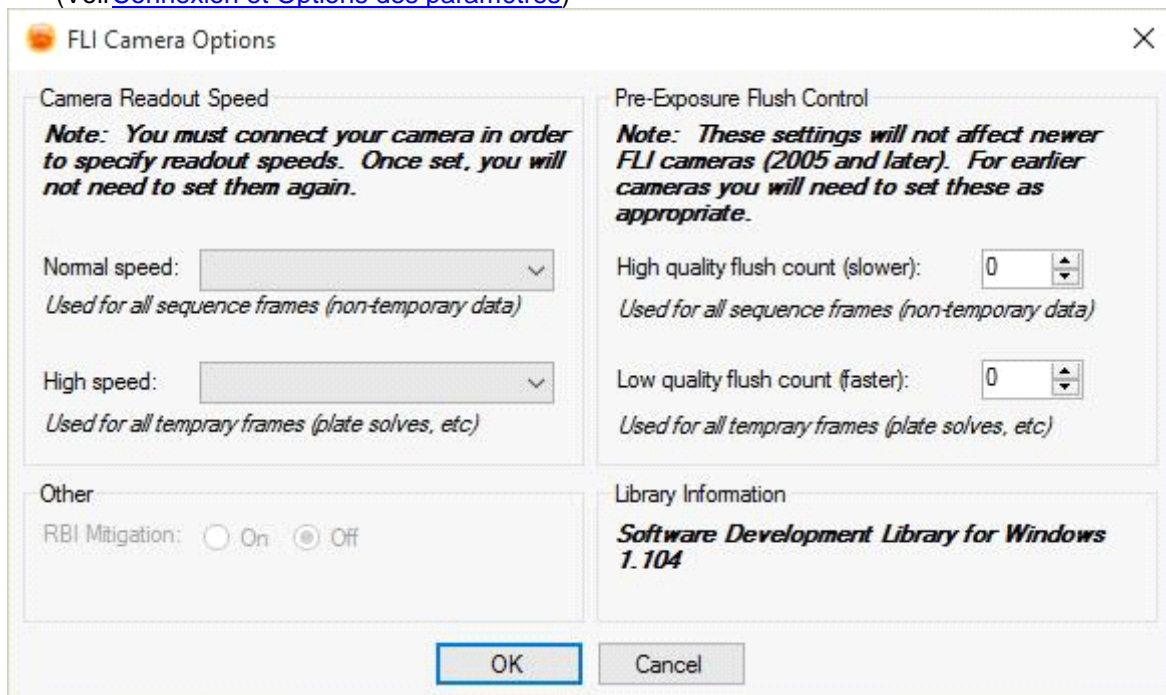 (Voir Connexion et Options des paramètres)
FLI Camera Options
Camera Readout Speed
Note: You must connect your camera in order
to specify readout speeds. Once set, you will
not need to set them again.
Normal speed:
Used for all sequence frames (non-temporary data)
High speed:
Used for all temprary frames (plate solves, etc)
Pre-Exposure Flush Control
Note: These settings will not affect newer
FLI cameras (2005 and later). For earlier
cameras you will need to set these as
appropriate.
High quality flush count (slower): 0
Used for all sequence frames (non-temporary data)
Low quality flush count (faster): 0
Used for all temprary frames (plate solves, etc)
Other
RBI Mitigation: On Off
Library Information
Software Development Library for Windows
1.104
OK Cancel